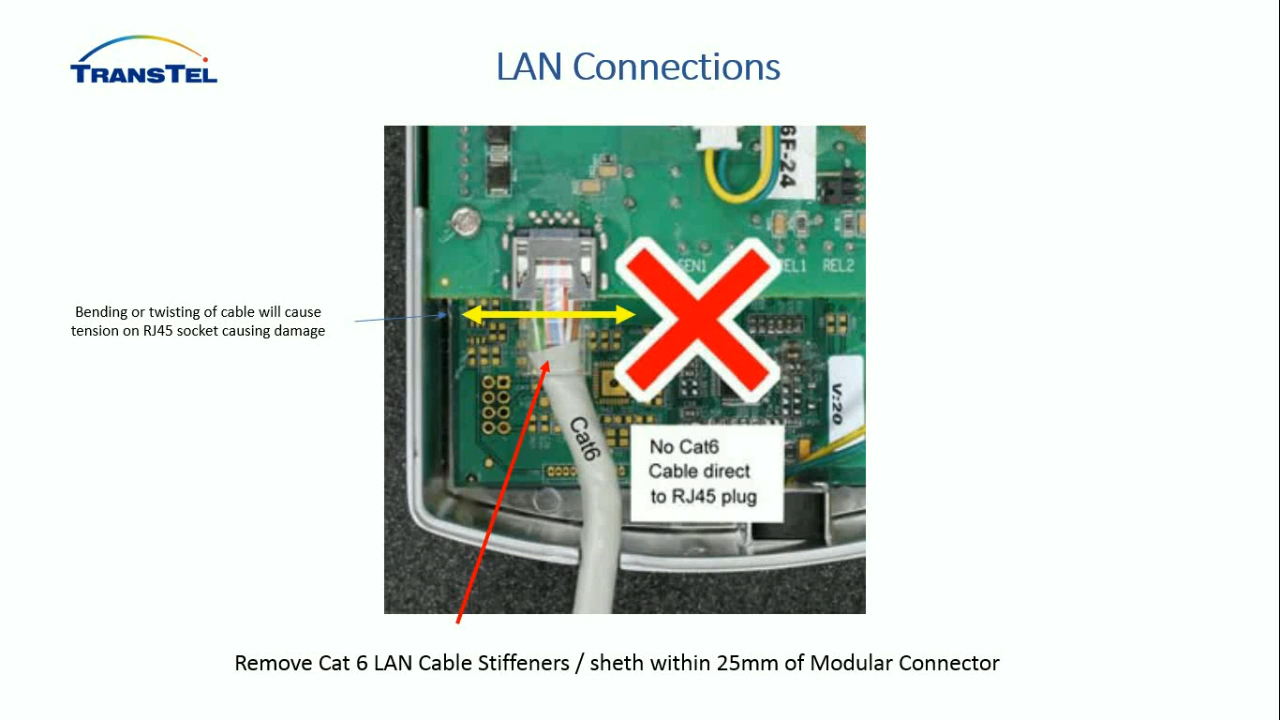 TRANSTEL
LAN Connections
6F-24
EN1
REL1
REL2
Bending or twisting of cable will cause
tension on RJ45 socket causing damage
V:20
Cat6
No Cat6
Cable direct
to RJ45 plug
Remove Cat 6 LAN Cable Stiffeners / sheth within 25mm of Modular Connector